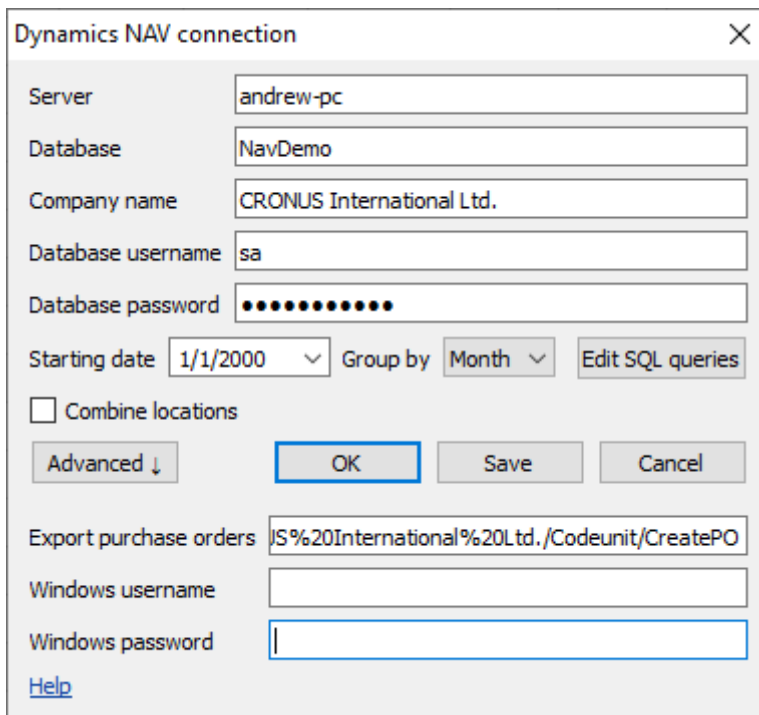 Dynamics NAV connection
Server andrew-pc
Database NavDemo
Company name CRONUS International Ltd.
Database username sa
Database password ●●●●●●●●●●●
Starting date 1/1/2000 Group by Month Edit SQL queries
Combine locations
Advanced ↓ OK Save Cancel
Export purchase orders JS%20International%20Ltd./Codeunit/CreatePO
Windows username
Windows password
Help